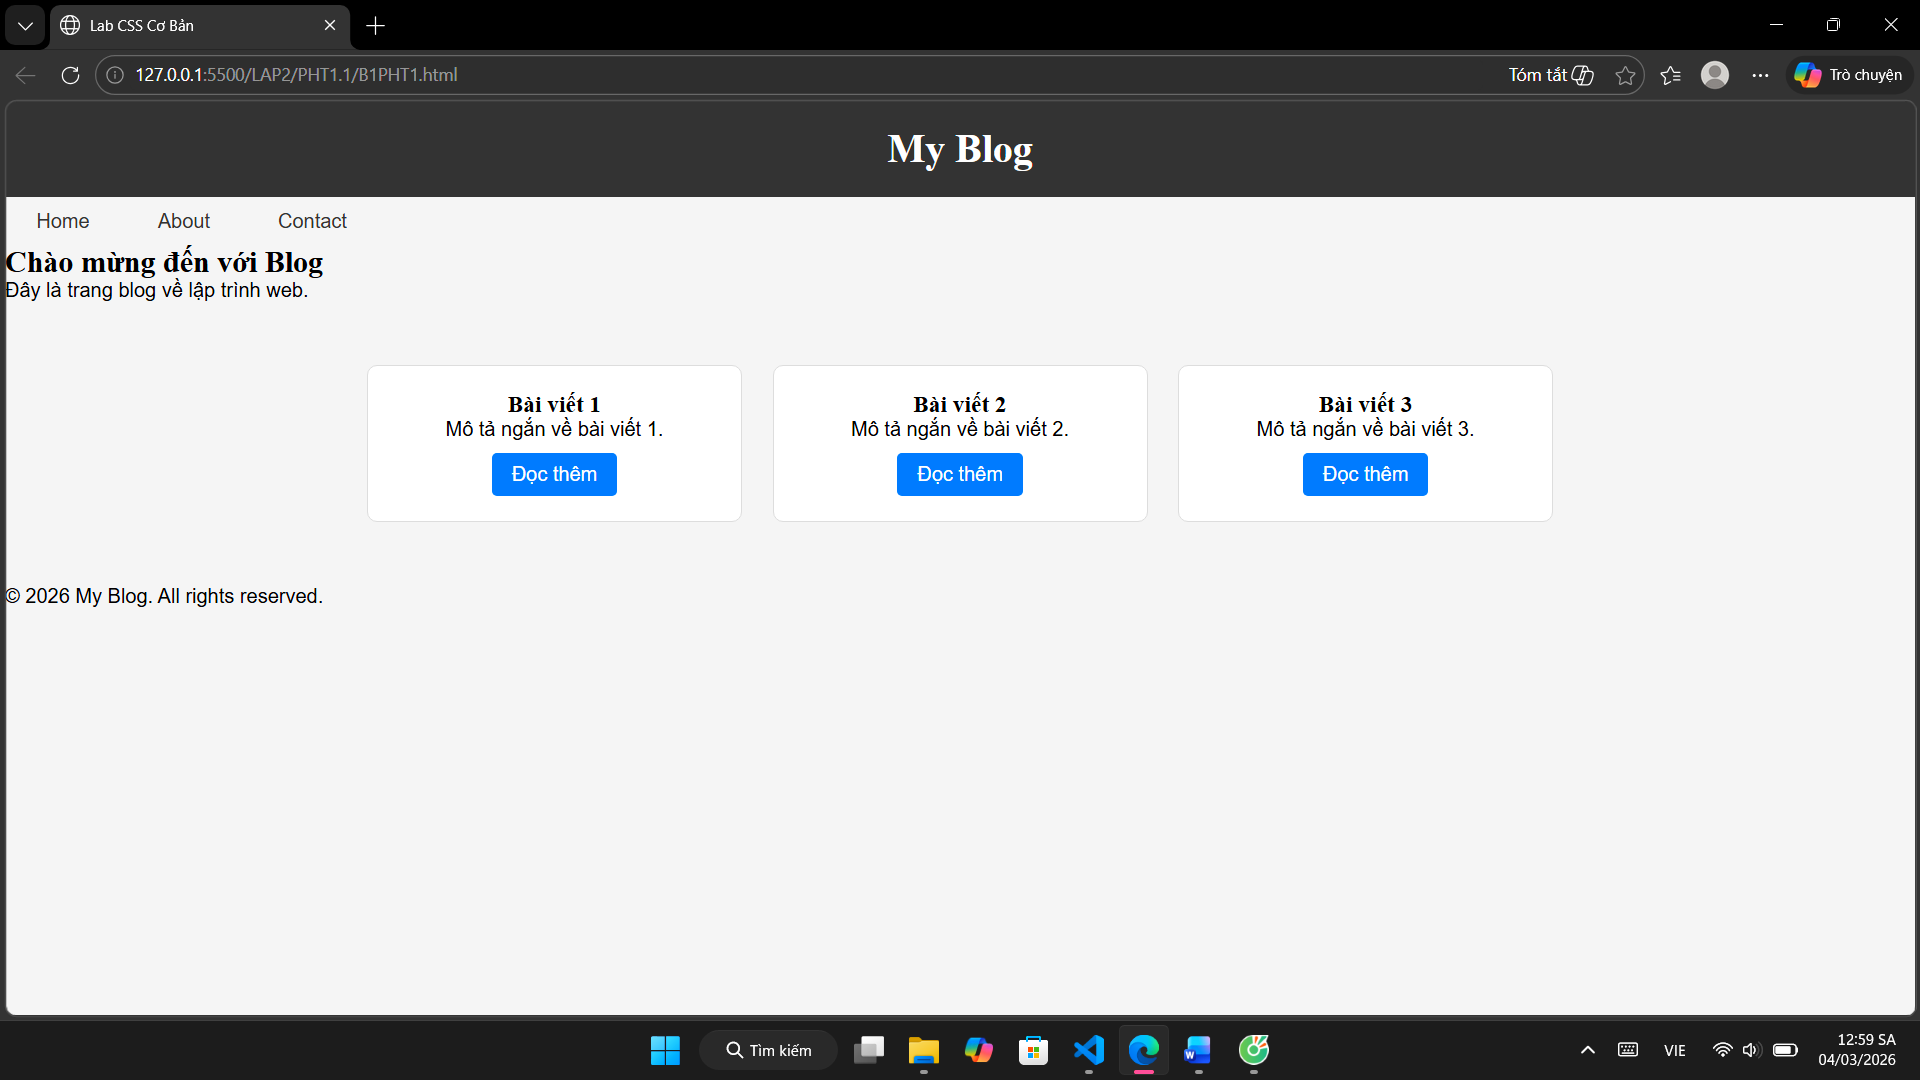 Lab CSS Cơ Bản
127.0.0.1:5500/LAP2/PHT1.1/B1PHT1.html
Tóm tắt
Trò chuyện
My Blog
Home About Contact
Chào mừng đến với Blog
Đây là trang blog về lập trình web.
Bài viết 1
Mô tả ngắn về bài viết 1.
Đọc thêm
Bài viết 2
Mô tả ngắn về bài viết 2.
Đọc thêm
Bài viết 3
Mô tả ngắn về bài viết 3.
Đọc thêm
© 2026 My Blog. All rights reserved.
Tìm kiếm
VIE
12:59 SA
04/03/2026